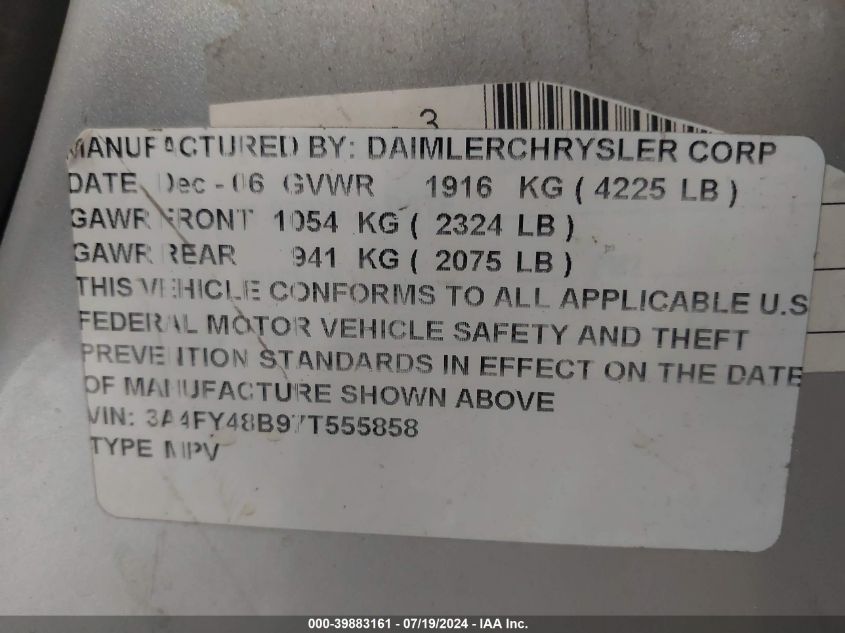 3
MANUFACTURED BY: DAIMLERCHRYSLER CORP
DATE Dec - 06 GVWR 1916 KG ( 4225 LB )
GAWR FRONT 1054 KG ( 2324 LB )
GAWR REAR 941 KG ( 2075 LB )
THIS VEHICLE CONFORMS TO ALL APPLICABLE U.S
FEDERAL MOTOR VEHICLE SAFETY AND THEFT
PREVENTION STANDARDS IN EFFECT ON THE DATE
OF MANUFACTURE SHOWN ABOVE
VIN: 3A4FY48B97T555858
TYPE MPV
000-39883161 - 07/19/2024 - IAA Inc.